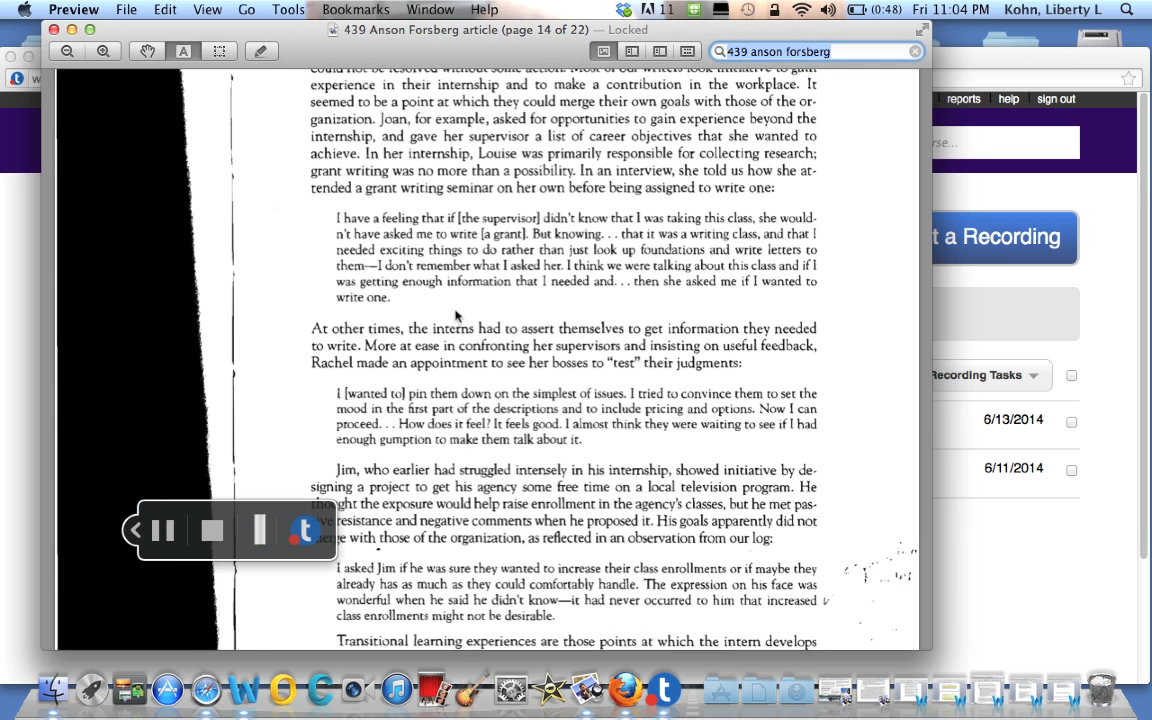 Preview File Edit View Go Tools Bookmarks Window Help 11 (0:48) Fri 11:04 PM Kohn, Liberty L
439 Anson Forsberg article (page 14 of 22) — Locked
439 anson forsberg
w
reports help sign out
rse...
t a Recording
Recording Tasks
6/13/2014
6/11/2014
could not be resolved without some action. Most of our writers took initiative to gain
experience in their internship and to make a contribution in the workplace. It
seemed to be a point at which they could merge their own goals with those of the or-
ganization. Joan, for example, asked for opportunities to gain experience beyond the
internship, and gave her supervisor a list of career objectives that she wanted to
achieve. In her internship, Louise was primarily responsible for collecting research;
grant writing was no more than a possibility. In an interview, she told us how she at-
tended a grant writing seminar on her own before being assigned to write one:
I have a feeling that if [the supervisor] didn't know that I was taking this class, she would-
n't have asked me to write [a grant]. But knowing. . . that it was a writing class, and that I
needed exciting things to do rather than just look up foundations and write letters to
them—I don't remember what I asked her. I think we were talking about this class and if I
was getting enough information that I needed and. . . then she asked me if I wanted to
write one.
At other times, the interns had to assert themselves to get information they needed
to write. More at ease in confronting her supervisors and insisting on useful feedback,
Rachel made an appointment to see her bosses to "test" their judgments:
I [wanted to] pin them down on the simplest of issues. I tried to convince them to set the
mood in the first part of the descriptions and to include pricing and options. Now I can
proceed. . . How does it feel? It feels good. I almost think they were waiting to see if I had
enough gumption to make them talk about it.
Jim, who earlier had struggled intensely in his internship, showed initiative by de-
signing a project to get his agency some free time on a local television program. He
thought the exposure would help raise enrollment in the agency's classes, but he met pas-
sive resistance and negative comments when he proposed it. His goals apparently did not
merge with those of the organization, as reflected in an observation from our log:
I asked Jim if he was sure they wanted to increase their class enrollments or if maybe they
already has as much as they could comfortably handle. The expression on his face was
wonderful when he said he didn't know—it had never occurred to him that increased
class enrollments might not be desirable.
Transitional learning experiences are those points at which the intern develops